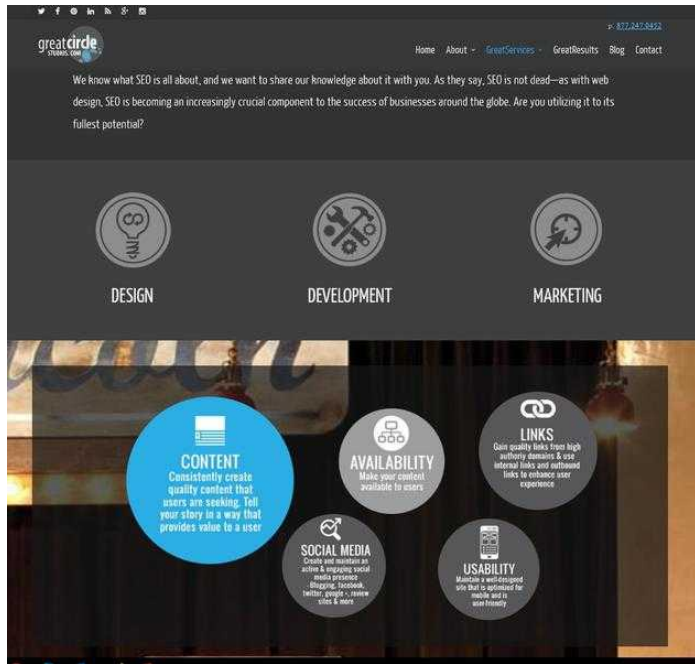 p: 877.247.0452
greatcircle
STUDIOS.COM
Home About GreatServices GreatResults Blog Contact
We know what SEO is all about, and we want to share our knowledge about it with you. As they say, SEO is not dead—as with web
design, SEO is becoming an increasingly crucial component to the success of businesses around the globe. Are you utilizing it to its
fullest potential?
DESIGN
DEVELOPMENT
MARKETING
CONTENT
Consistently create
quality content that
users are seeking. Tell
your story in a way that
provides value to a user
AVAILABILITY
Make your content
available to users
LINKS
Gain quality links from high
authoriy domains & use
internal links and outbound
links to enhance user
experience
SOCIAL MEDIA
Create and maintain an
active & engaging social
media presence
Blogging, facebook,
twitter, google +, review
sites & more
USABILITY
Maintain a well-designed
site that is optimized for
mobile and is
user friendly